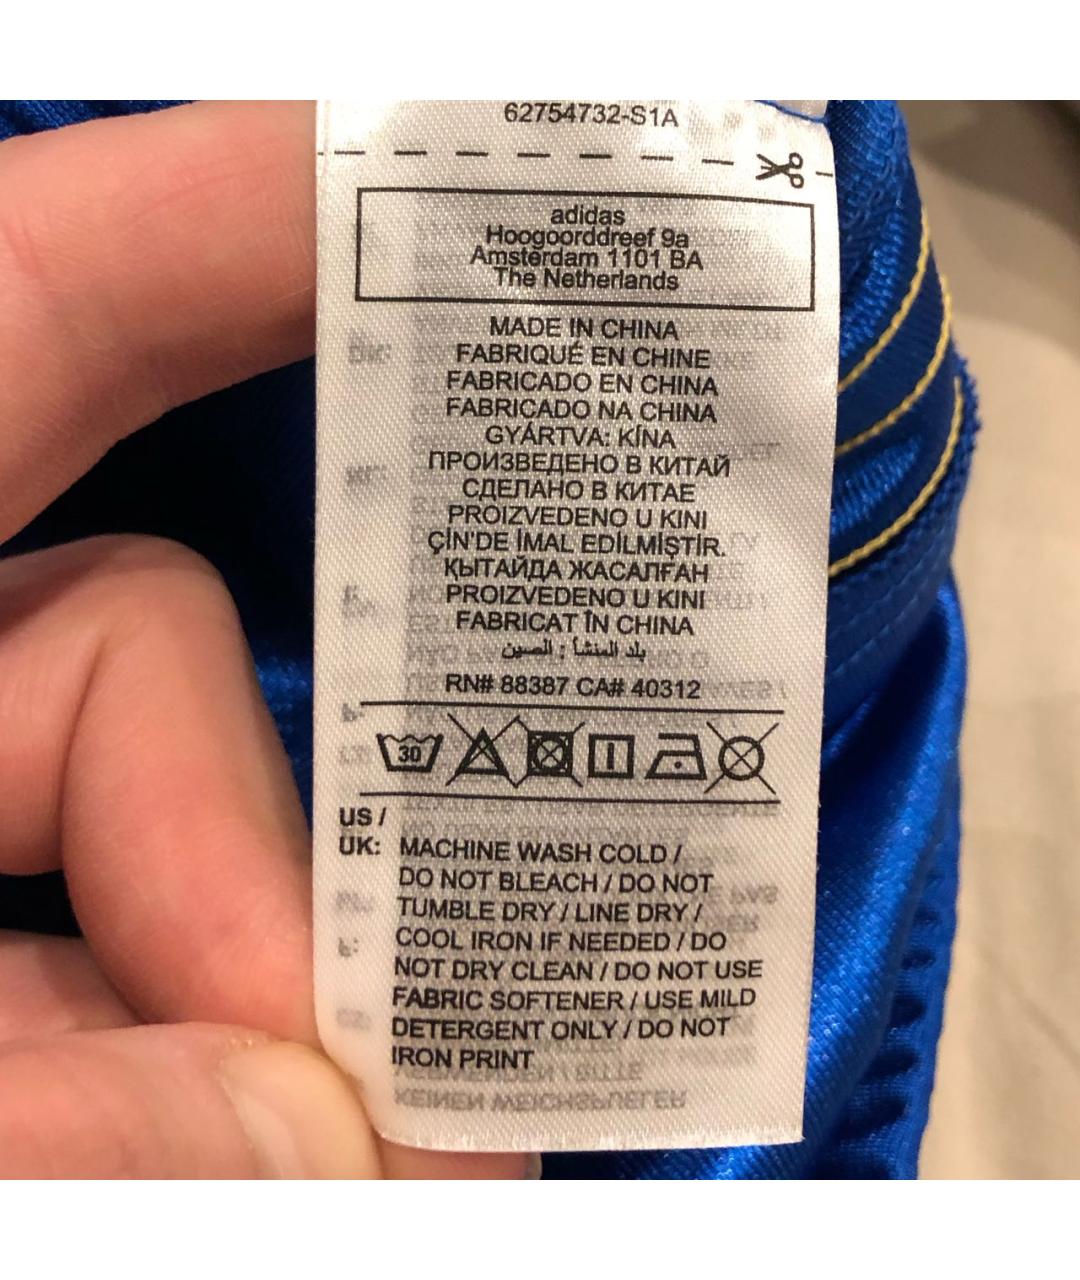 62754732-S1A
adidas
Hoogoorddreef 9a
Amsterdam 1101 BA
The Netherlands
MADE IN CHINA
FABRIQUÉ EN CHINE
FABRICADO EN CHINA
FABRICADO NA CHINA
GYÁRTVA: KÍNA
ПРОИЗВЕДЕНО В КИТАЙ
СДЕЛАНО В КИТАЕ
PROIZVEDENO U KINI
ÇİN'DE İMAL EDİLMİŞTİR.
ҚЫТАЙДА ЖАСАЛҒАН
PROIZVEDENO U KINI
FABRICAT ÎN CHINA
بلد المنشأ : الصين
RN# 88387 CA# 40312
30
US /
UK: MACHINE WASH COLD /
DO NOT BLEACH / DO NOT
TUMBLE DRY / LINE DRY /
COOL IRON IF NEEDED / DO
NOT DRY CLEAN / DO NOT USE
FABRIC SOFTENER / USE MILD
DETERGENT ONLY / DO NOT
IRON PRINT